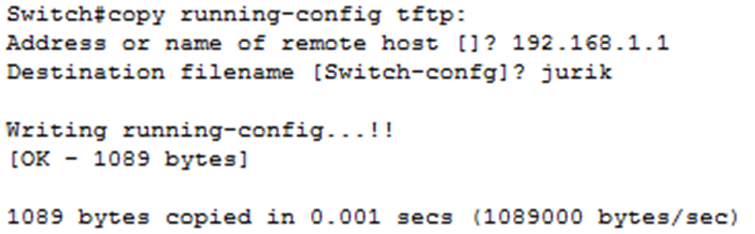 Switch#copy running-config tftp:
Address or name of remote host []? 192.168.1.1
Destination filename [Switch-confg]? jurik
Writing running-config...!!
[OK - 1089 bytes]
1089 bytes copied in 0.001 secs (1089000 bytes/sec)